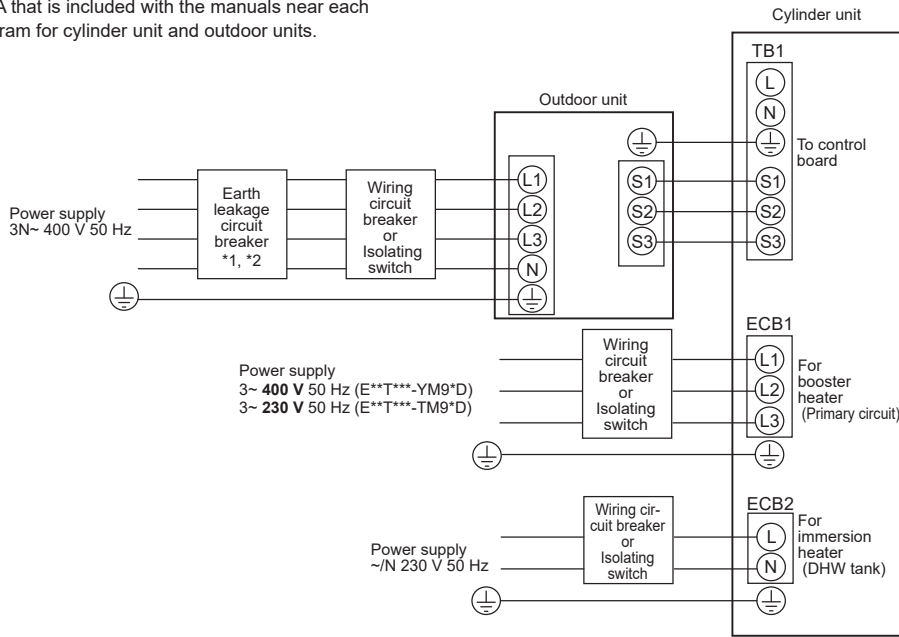 A that is included with the manuals near each
ram for cylinder unit and outdoor units.
Cylinder unit
TB1
L
N
To control
board
S1
S2
S3
Outdoor unit
S1
S2
S3
L1
L2
L3
N
Wiring
circuit
breaker
or
Isolating
switch
Earth
leakage
circuit
breaker
*1, *2
Power supply
3N~ 400 V 50 Hz
ECB1
L1
L2
L3
For
booster
heater
(Primary circuit)
Wiring
circuit
breaker
or
Isolating
switch
Power supply
3~ 400 V 50 Hz (E**T***-YM9*D)
3~ 230 V 50 Hz (E**T***-TM9*D)
ECB2
L
N
For
immersion
heater
(DHW tank)
Wiring cir-
cuit breaker
or
Isolating
switch
Power supply
~/N 230 V 50 Hz